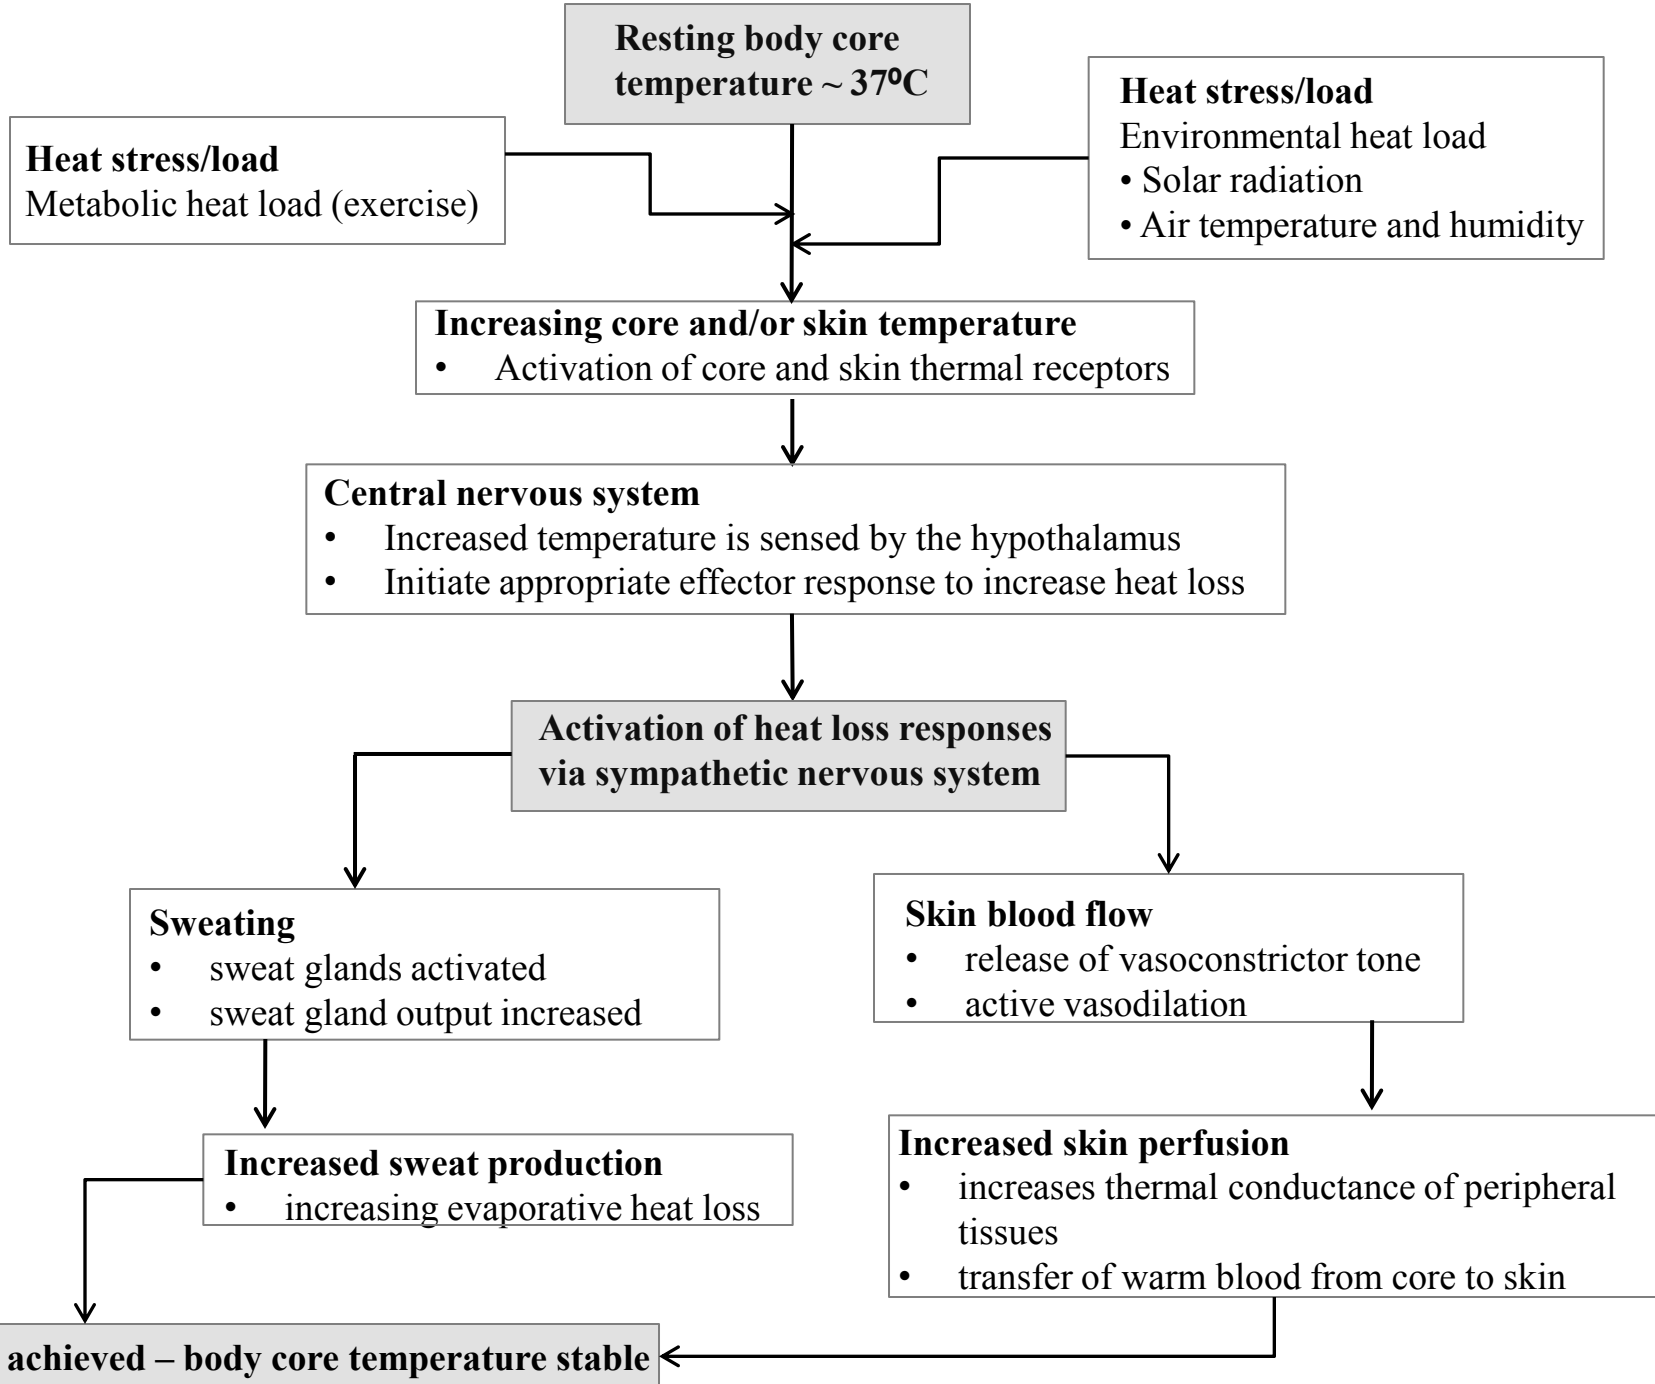 Resting body core
temperature ~ 37⁰C
Heat stress/load
Metabolic heat load (exercise)
Heat stress/load
Environmental heat load
• Solar radiation
• Air temperature and humidity
Increasing core and/or skin temperature
• Activation of core and skin thermal receptors
Central nervous system
• Increased temperature is sensed by the hypothalamus
• Initiate appropriate effector response to increase heat loss
Activation of heat loss responses
via sympathetic nervous system
Sweating
• sweat glands activated
• sweat gland output increased
Skin blood flow
• release of vasoconstrictor tone
• active vasodilation
Increased sweat production
• increasing evaporative heat loss
Increased skin perfusion
• increases thermal conductance of peripheral
tissues
• transfer of warm blood from core to skin
achieved – body core temperature stable